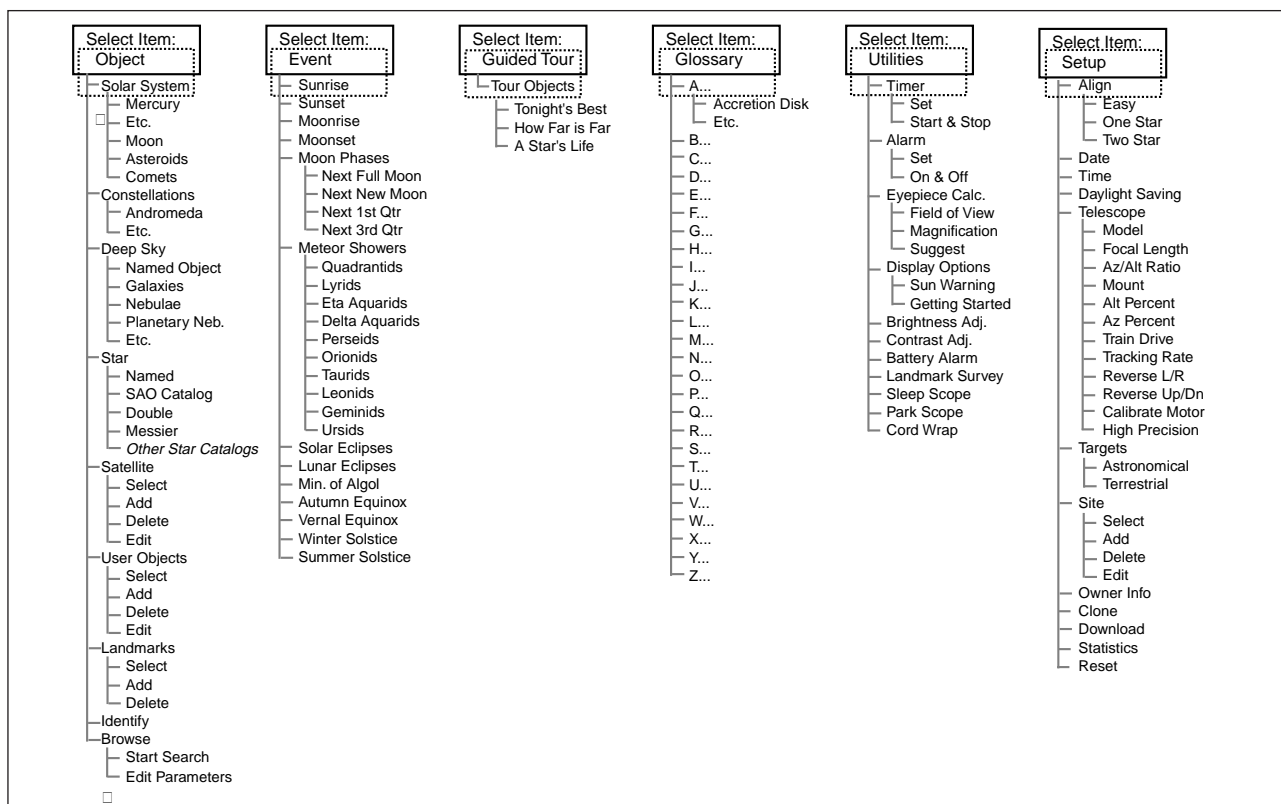 Select Item:
Object
Solar System
Mercury
Etc.
Moon
Asteroids
Comets
Constellations
Andromeda
Etc.
Deep Sky
Named Object
Galaxies
Nebulae
Planetary Neb.
Etc.
Star
Named
SAO Catalog
Double
Messier
Other Star Catalogs
Satellite
Select
Add
Delete
Edit
User Objects
Select
Add
Delete
Edit
Landmarks
Select
Add
Delete
Identify
Browse
Start Search
Edit Parameters
Select Item:
Event
Sunrise
Sunset
Moonrise
Moonset
Moon Phases
Next Full Moon
Next New Moon
Next 1st Qtr
Next 3rd Qtr
Meteor Showers
Quadrantids
Lyrids
Eta Aquarids
Delta Aquarids
Perseids
Orionids
Taurids
Leonids
Geminids
Ursids
Solar Eclipses
Lunar Eclipses
Min. of Algol
Autumn Equinox
Vernal Equinox
Winter Solstice
Summer Solstice
Select Item:
Guided Tour
Tour Objects
Tonight's Best
How Far is Far
A Star's Life
Select Item:
Glossary
A...
Accretion Disk
Etc.
B...
C...
D...
E...
F...
G...
H...
I...
J...
K...
L...
M...
N...
O...
P...
Q...
R...
S...
T...
U...
V...
W...
X...
Y...
Z...
Select Item:
Utilities
Timer
Set
Start & Stop
Alarm
Set
On & Off
Eyepiece Calc.
Field of View
Magnification
Suggest
Display Options
Sun Warning
Getting Started
Brightness Adj.
Contrast Adj.
Battery Alarm
Landmark Survey
Sleep Scope
Park Scope
Cord Wrap
Select Item:
Setup
Align
Easy
One Star
Two Star
Date
Time
Daylight Saving
Telescope
Model
Focal Length
Az/Alt Ratio
Mount
Alt Percent
Az Percent
Train Drive
Tracking Rate
Reverse L/R
Reverse Up/Dn
Calibrate Motor
High Precision
Targets
Astronomical
Terrestrial
Site
Select
Add
Delete
Edit
Owner Info
Clone
Download
Statistics
Reset